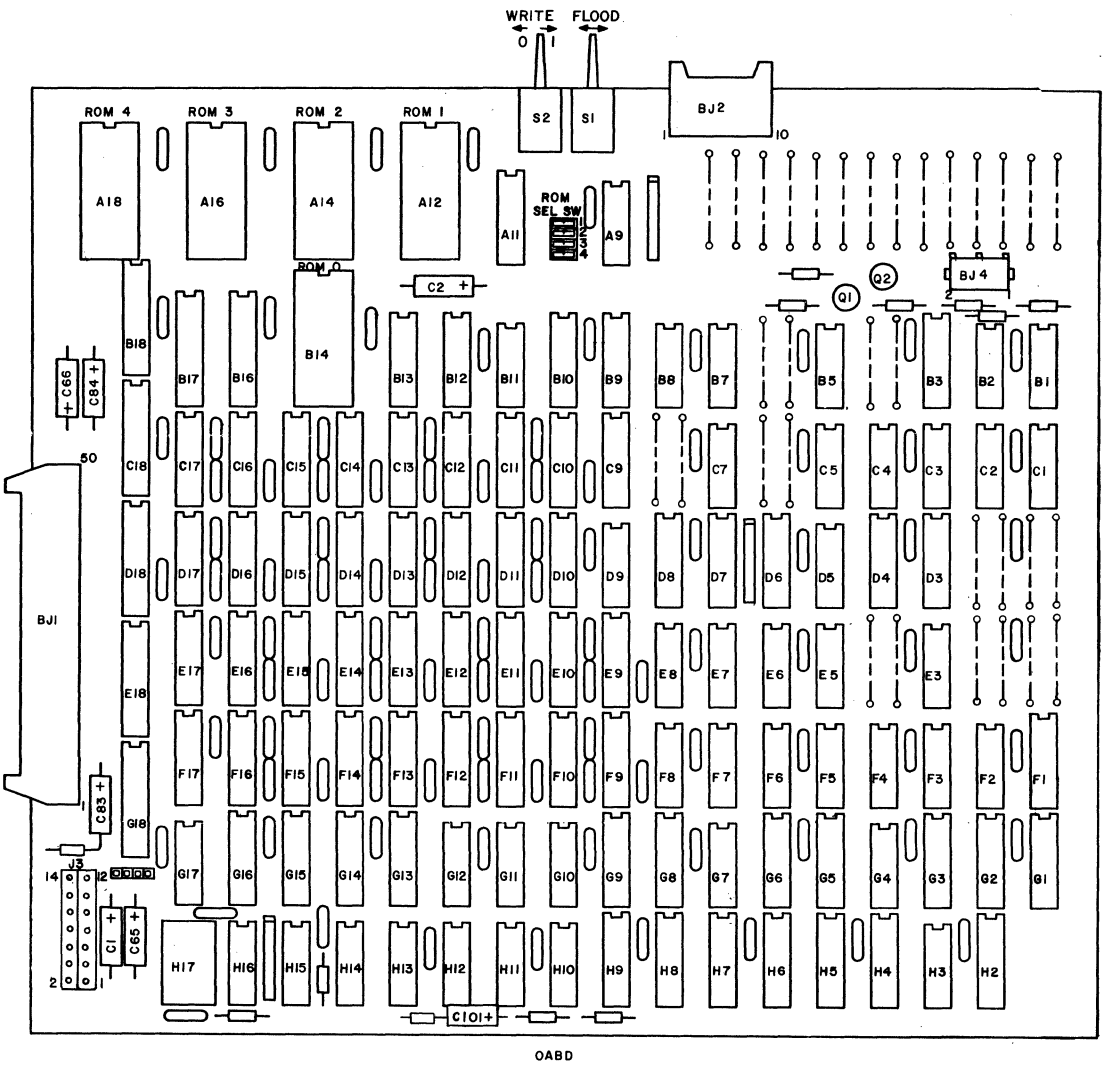 WRITE FLOOD
0 1
ROM 4 ROM 3 ROM 2 ROM 1
S2 S1 BJ2
1 10
A18 A16 A14 A12 A11 ROM SEL SW A9
1
2
3
4
ROM 0 C2 + Q2 BJ4
Q1 2
B18 B17 B16 B14 B13 B12 B11 B10 B9 B8 B7 B5 B3 B2 B1
C66 + C84 +
50
C18 C17 C16 C15 C14 C13 C12 C11 C10 C9 C7 C5 C4 C3 C2 C1
D18 D17 D16 D15 D14 D13 D12 D11 D10 D9 D8 D7 D6 D5 D4 D3
BJ1
E18 E17 E16 E15 E14 E13 E12 E11 E10 E9 E8 E7 E6 E5 E3
F17 F16 F15 F14 F13 F12 F11 F10 F9 F8 F7 F6 F5 F4 F3 F2 F1
1 C83 +
G18
J3
14 12
G17 G16 G15 G14 G13 G12 G11 G10 G9 G8 G7 G6 G5 G4 G3 G2 G1
C1 + C65 +
H17 H16 H15 H14 H13 H12 H11 H10 H9 H8 H7 H6 H5 H4 H3 H2
2 1
C101+
OABD